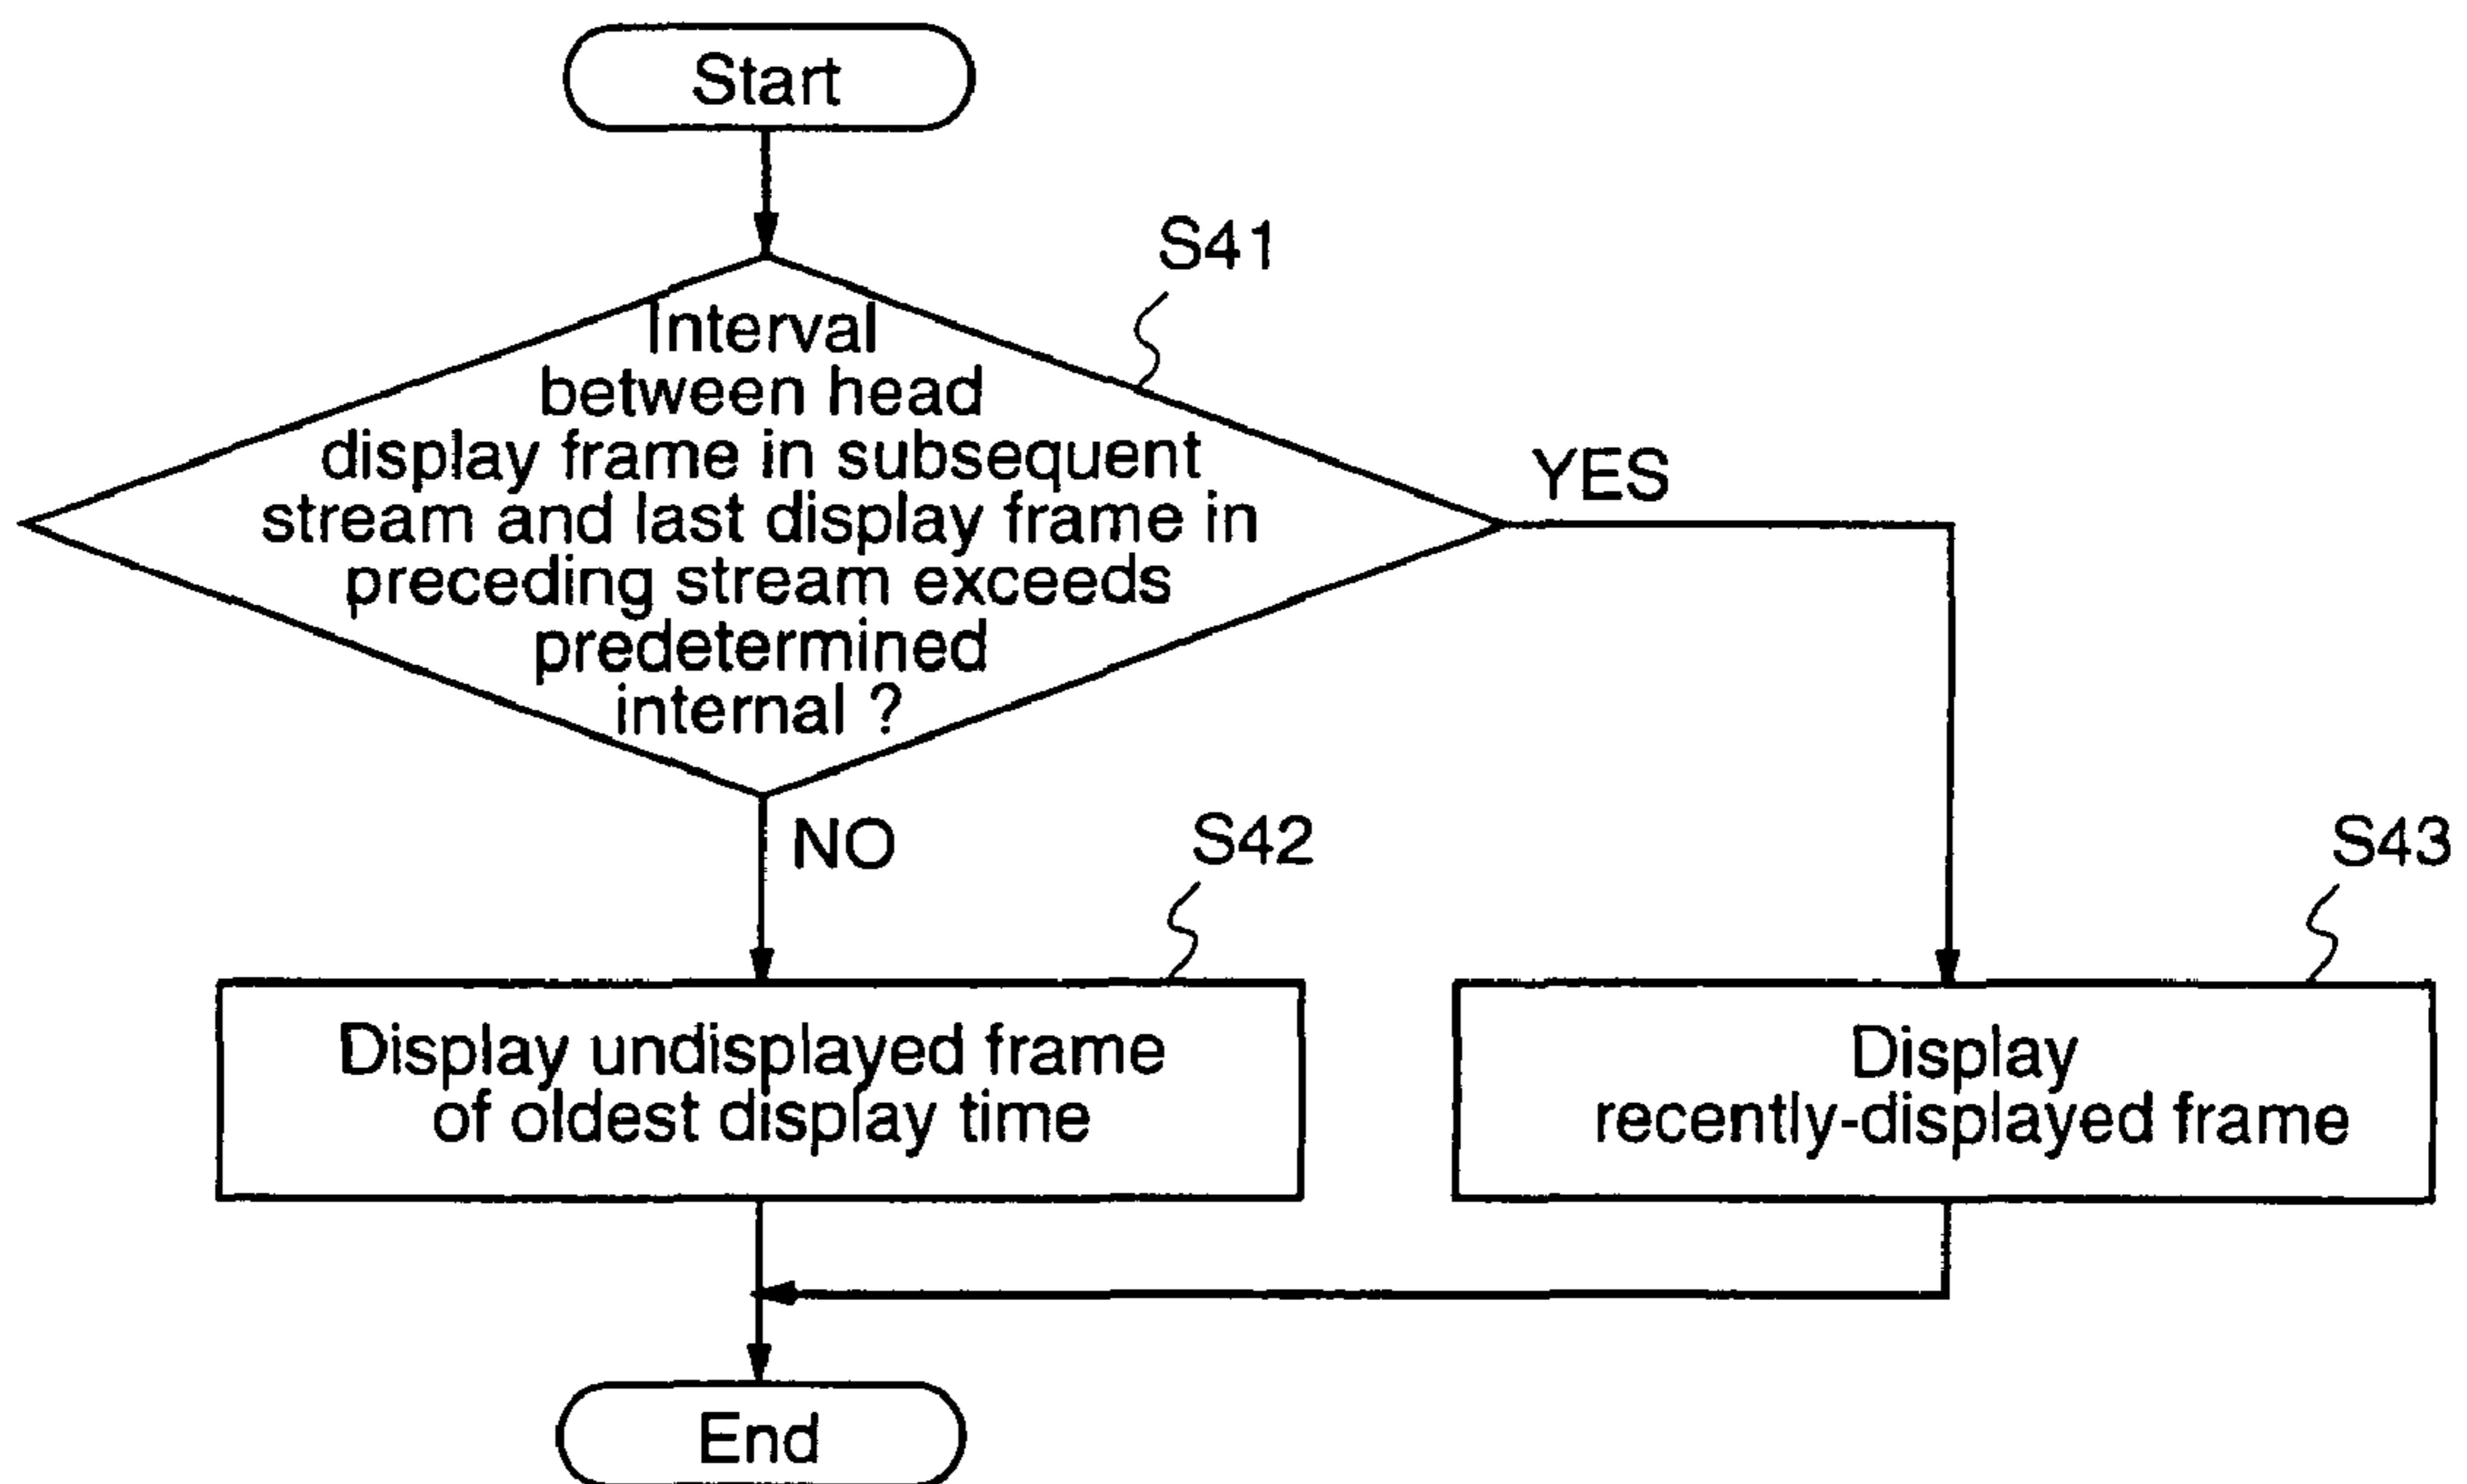 Start
S41
Interval
between head
display frame in subsequent
stream and last display frame in
preceding stream exceeds
predetermined
internal ?
YES
NO
S42
S43
Display undisplayed frame
of oldest display time
Display
recently-displayed frame
End